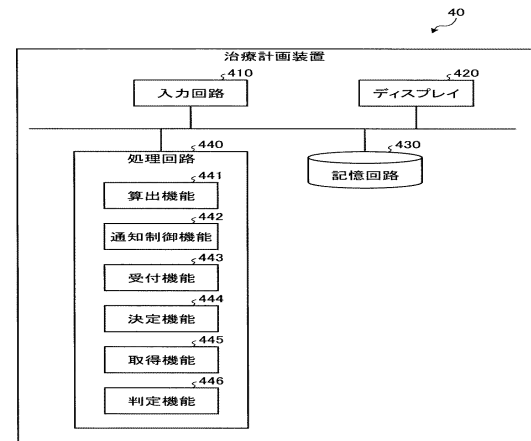 40
治療計画装置
410
入力回路
420
ディスプレイ
440
処理回路
430
記憶回路
441
算出機能
442
通知制御機能
443
受付機能
444
決定機能
445
取得機能
446
判定機能